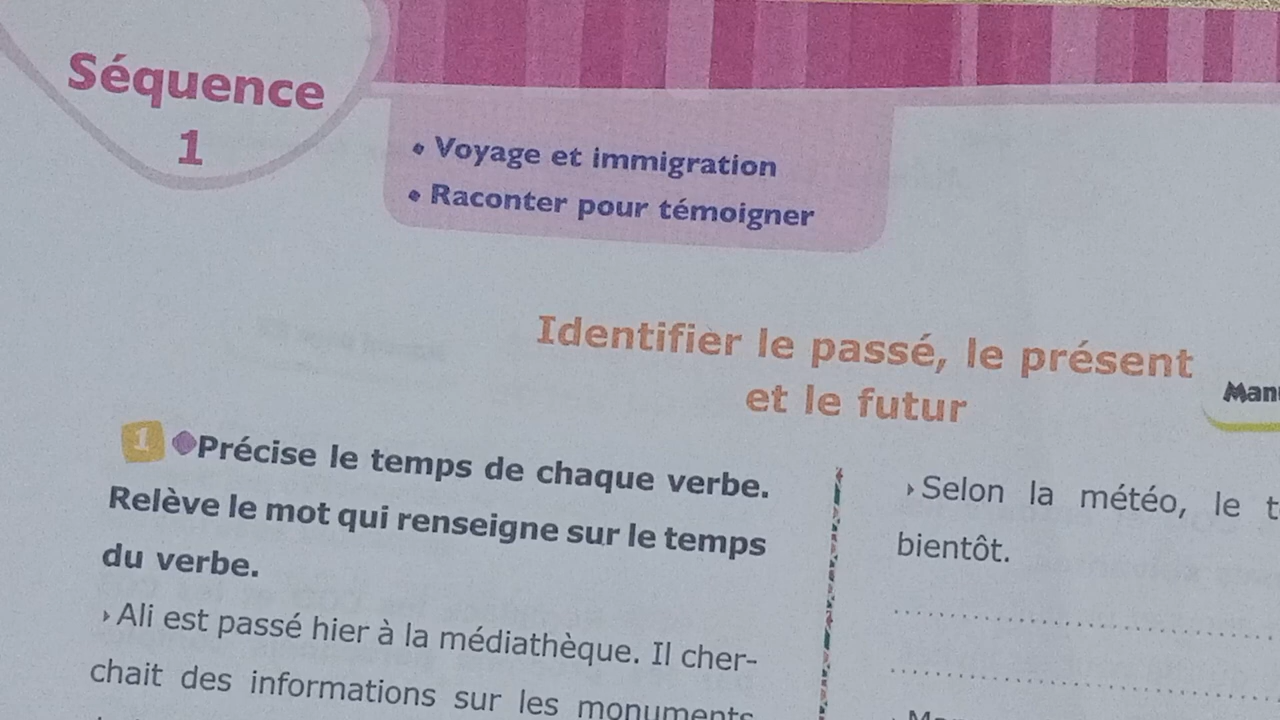 Séquence
1
• Voyage et immigration
• Raconter pour témoigner
Identifier le passé, le présent
et le futur
1 Précise le temps de chaque verbe.
Relève le mot qui renseigne sur le temps
du verbe.
Ali est passé hier à la médiathèque. Il cher-
chait des informations sur les monuments
Selon la météo, le
bientôt.